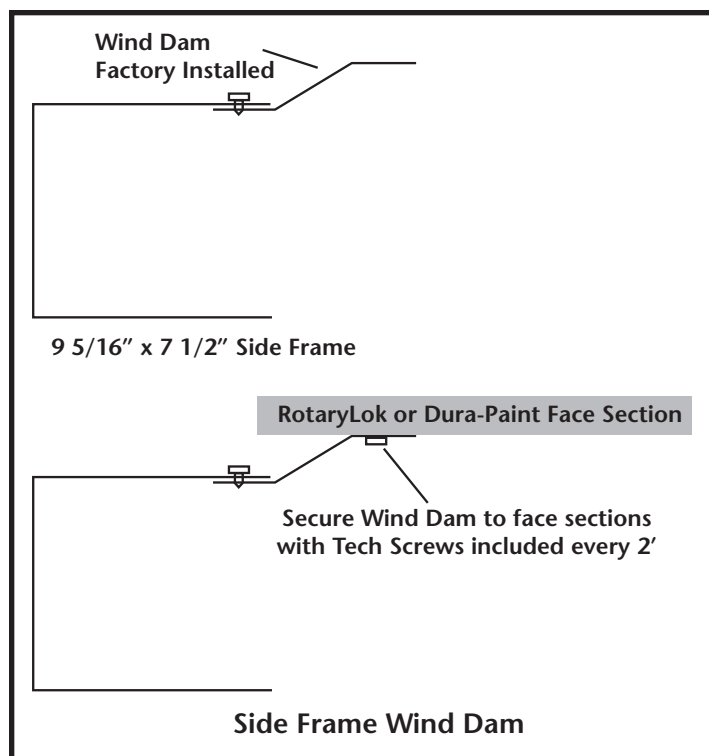 Wind Dam
Factory Installed
9 5/16" x 7 1/2" Side Frame
RotaryLok or Dura-Paint Face Section
Secure Wind Dam to face sections
with Tech Screws included every 2'
Side Frame Wind Dam